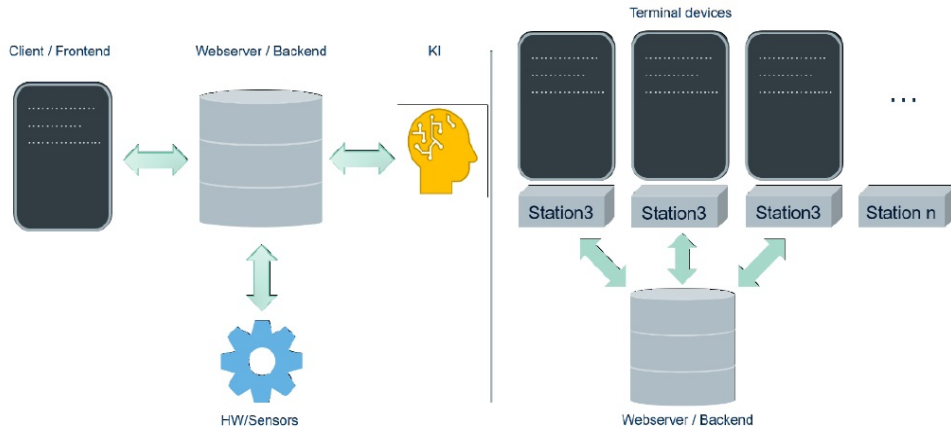 Client / Frontend
Webserver / Backend
KI
HW/Sensors
Terminal devices
...
Station3
Station3
Station3
Station n
Webserver / Backend